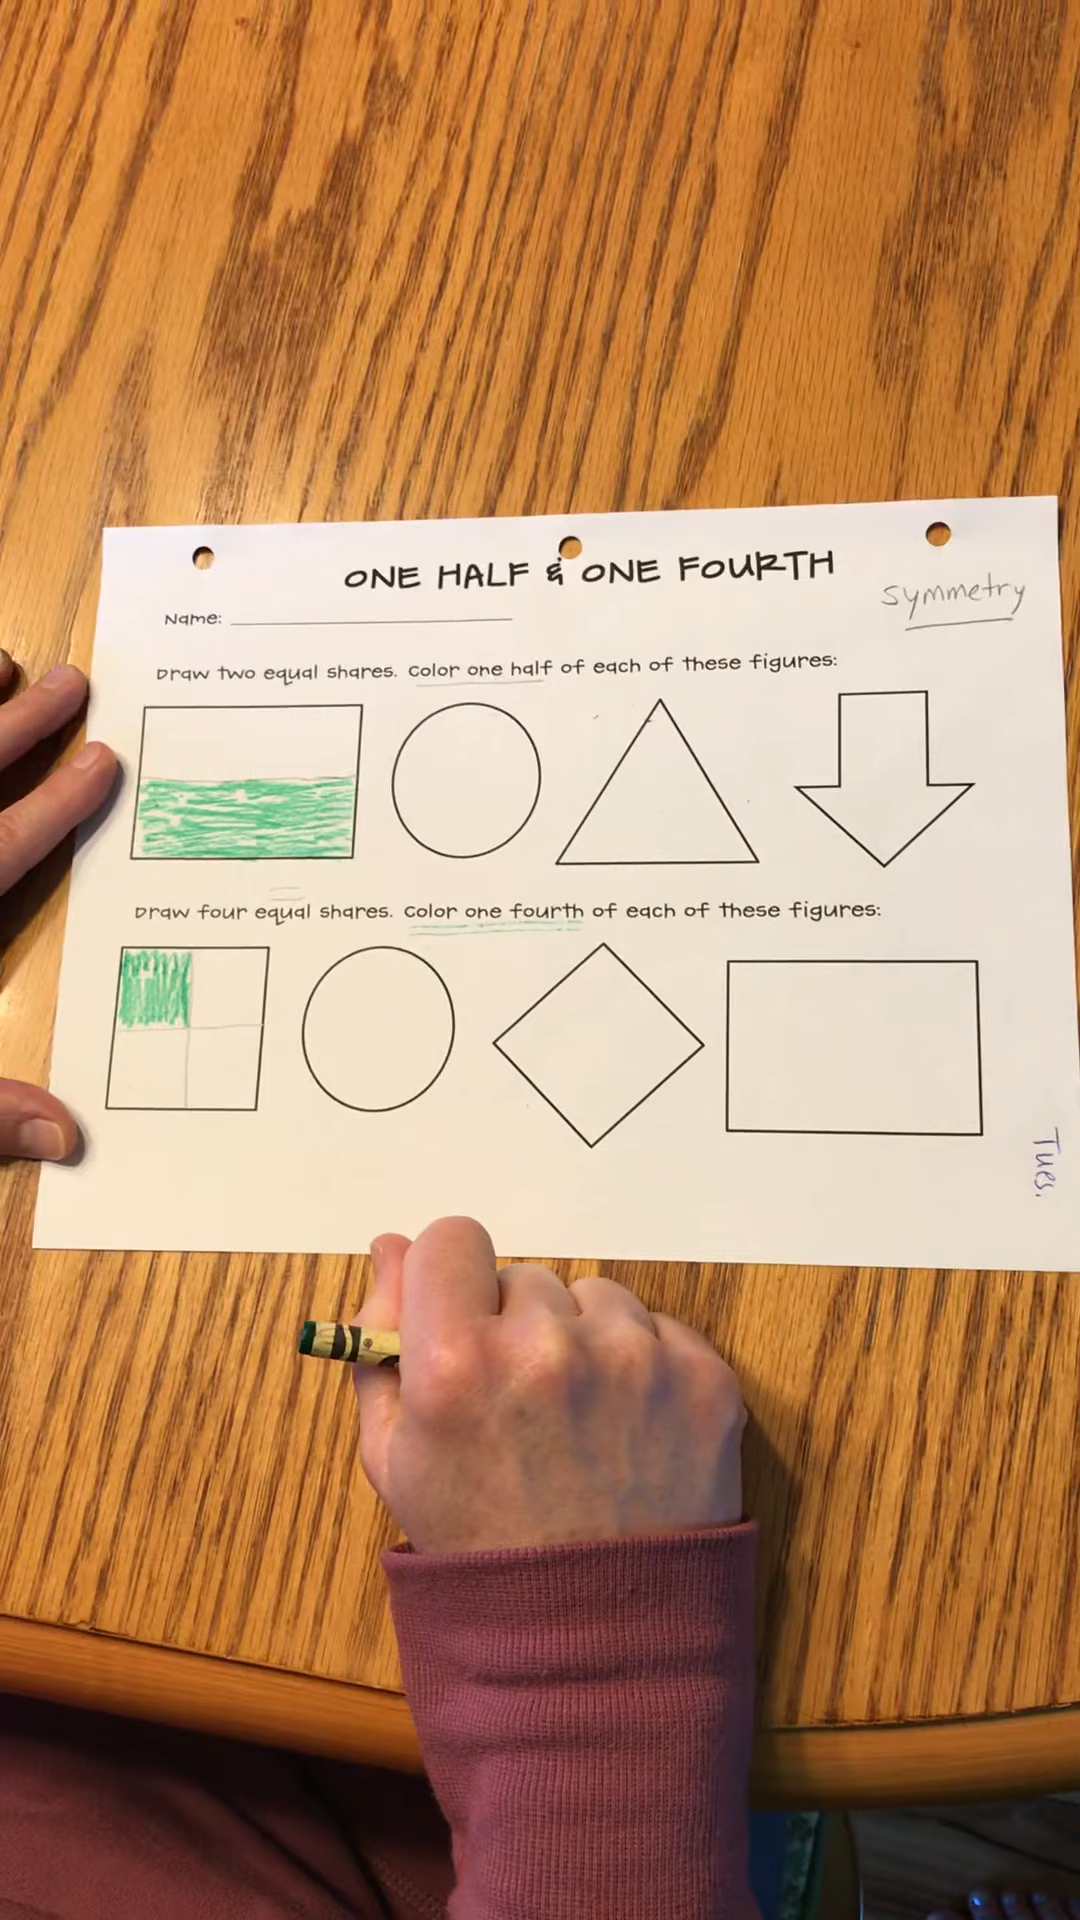 ONE HALF & ONE FOURTH
symmetry
Name:
Draw two equal shares. Color one half of each of these figures:
Draw four equal shares. Color one fourth of each of these figures:
Tues.